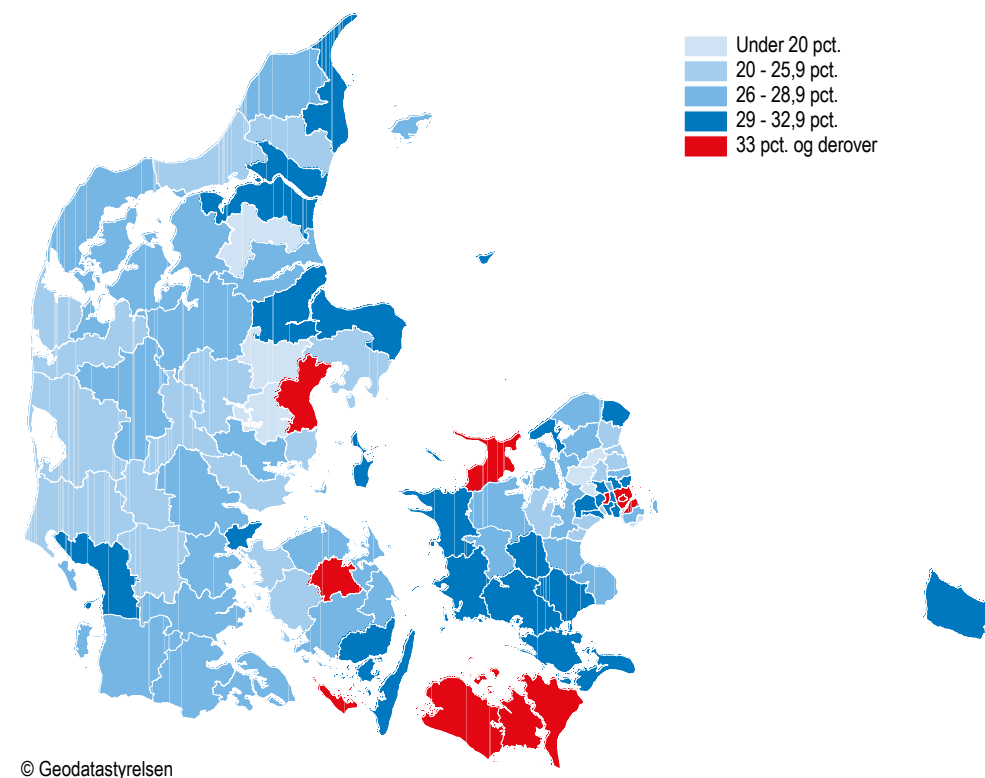 Under 20 pct.
20 - 25,9 pct.
26 - 28,9 pct.
29 - 32,9 pct.
33 pct. og derover
© Geodatastyrelsen